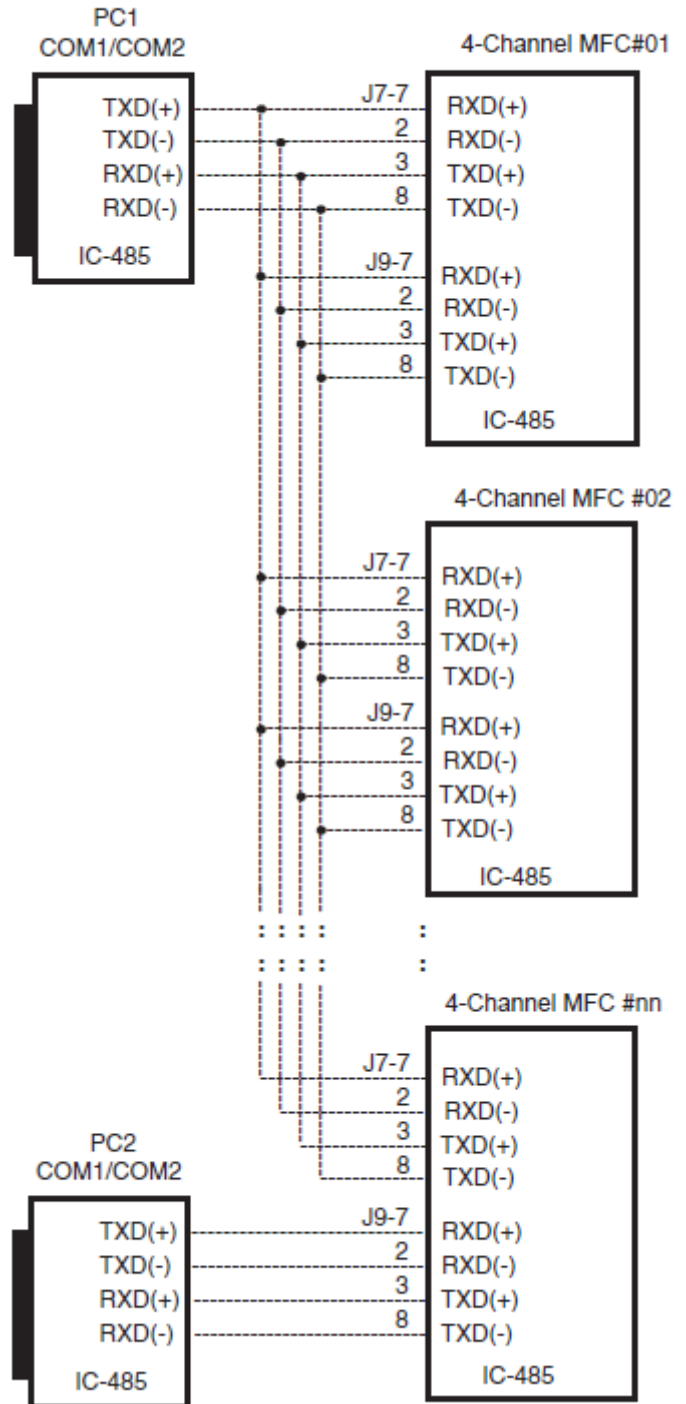 PC1
COM1/COM2
TXD(+)
TXD(-)
RXD(+)
RXD(-)
IC-485
4-Channel MFC#01
J7-7 RXD(+)
2 RXD(-)
3 TXD(+)
8 TXD(-)
J9-7 RXD(+)
2 RXD(-)
3 TXD(+)
8 TXD(-)
IC-485
4-Channel MFC #02
J7-7 RXD(+)
2 RXD(-)
3 TXD(+)
8 TXD(-)
J9-7 RXD(+)
2 RXD(-)
3 TXD(+)
8 TXD(-)
IC-485
: : : : :
: : : : :
4-Channel MFC #nn
J7-7 RXD(+)
2 RXD(-)
3 TXD(+)
8 TXD(-)
PC2
COM1/COM2
TXD(+)
TXD(-)
RXD(+)
RXD(-)
IC-485
J9-7 RXD(+)
2 RXD(-)
3 TXD(+)
8 TXD(-)
IC-485